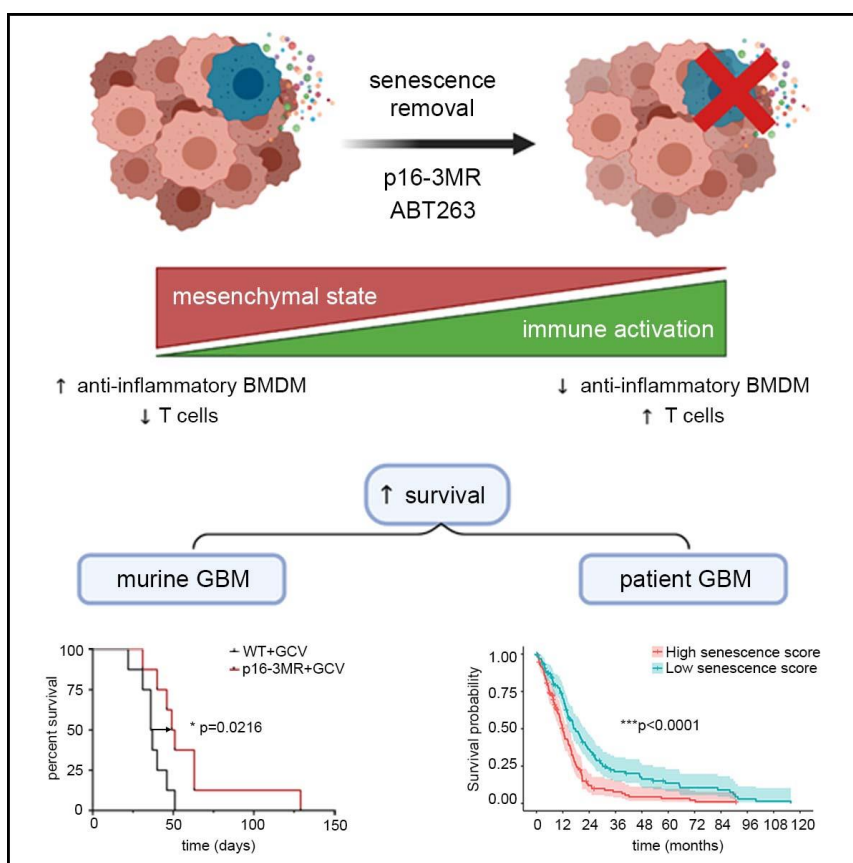 senescence
removal
p16-3MR
ABT263
mesenchymal state
immune activation
↑ anti-inflammatory BMDM
↓ T cells
↓ anti-inflammatory BMDM
↑ T cells
↑ survival
murine GBM
patient GBM
WT+GCV
p16-3MR+GCV
* p=0.0216
percent survival
100
75
50
25
0
0 50 100 150
time (days)
High senescence score
Low senescence score
***p<0.0001
Survival probability
1.00
0.75
0.50
0.25
0.00
0 12 24 36 48 60 72 84 96 108 120
time (months)